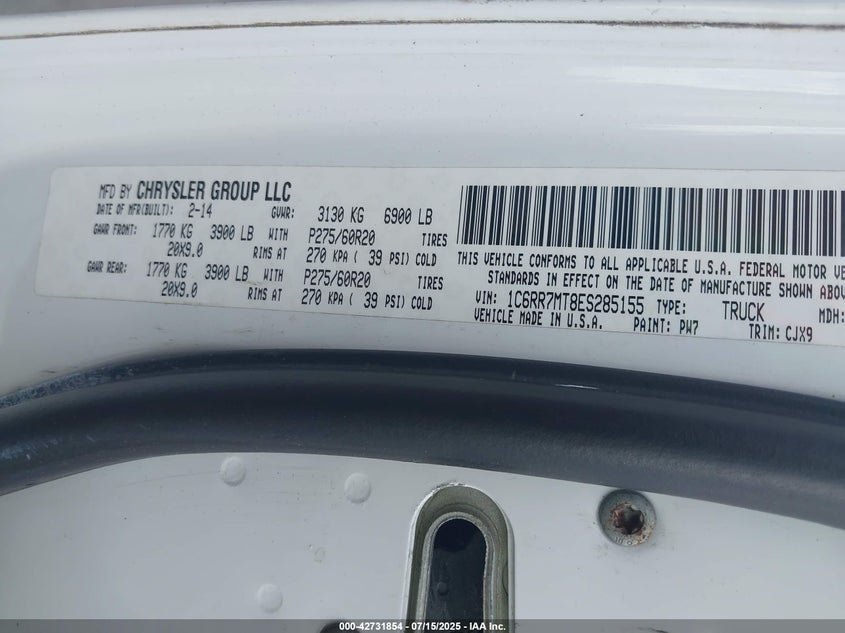 MFD BY CHRYSLER GROUP LLC
DATE OF MFR(BUILT): 2-14 GVWR: 3130 KG 6900 LB
GAWR FRONT: 1770 KG 3900 LB WITH P275/60R20 TIRES
20X9.0 RIMS AT 270 KPA ( 39 PSI) COLD
GAWR REAR: 1770 KG 3900 LB WITH P275/60R20 TIRES
20X9.0 RIMS AT 270 KPA ( 39 PSI) COLD
THIS VEHICLE CONFORMS TO ALL APPLICABLE U.S.A. FEDERAL MOTOR VE
STANDARDS IN EFFECT ON THE DATE OF MANUFACTURE SHOW
VIN: 1C6RR7MT8ES285155 TYPE: TRUCK MDH:
VEHICLE MADE IN U.S.A. PAINT: PW7 TRIM: CJX9
000-42731854 - 07/15/2025 - IAA Inc.